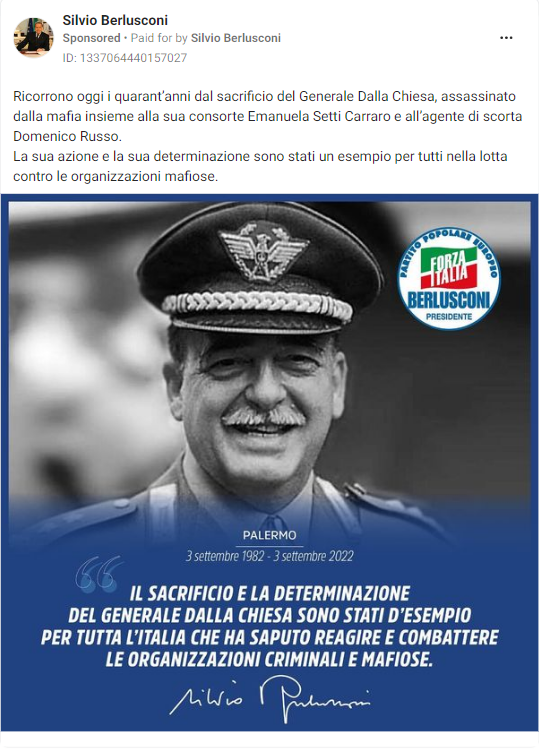 Silvio Berlusconi
Sponsored • Paid for by Silvio Berlusconi
ID: 1337064440157027
Ricorrono oggi i quarant'anni dal sacrificio del Generale Dalla Chiesa, assassinato
dalla mafia insieme alla sua consorte Emanuela Setti Carraro e all'agente di scorta
Domenico Russo.
La sua azione e la sua determinazione sono stati un esempio per tutti nella lotta
contro le organizzazioni mafiose.
PARTITO POPOLARE EUROPEO
FORZA
ITALIA
BERLUSCONI
PRESIDENTE
PALERMO
3 settembre 1982 - 3 settembre 2022
“ IL SACRIFICIO E LA DETERMINAZIONE
DEL GENERALE DALLA CHIESA SONO STATI D'ESEMPIO
PER TUTTA L'ITALIA CHE HA SAPUTO REAGIRE E COMBATTERE
LE ORGANIZZAZIONI CRIMINALI E MAFIOSE.
Silvio Berlusconi